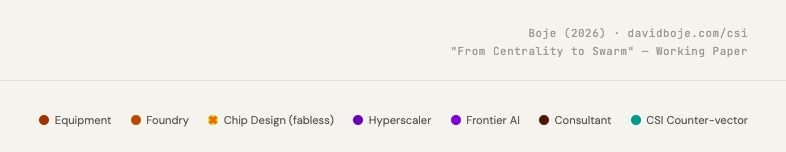 Boje (2026) · davidboje.com/csi
"From Centrality to Swarm" — Working Paper
Equipment Foundry Chip Design (fabless) Hyperscaler Frontier AI Consultant CSI Counter-vector